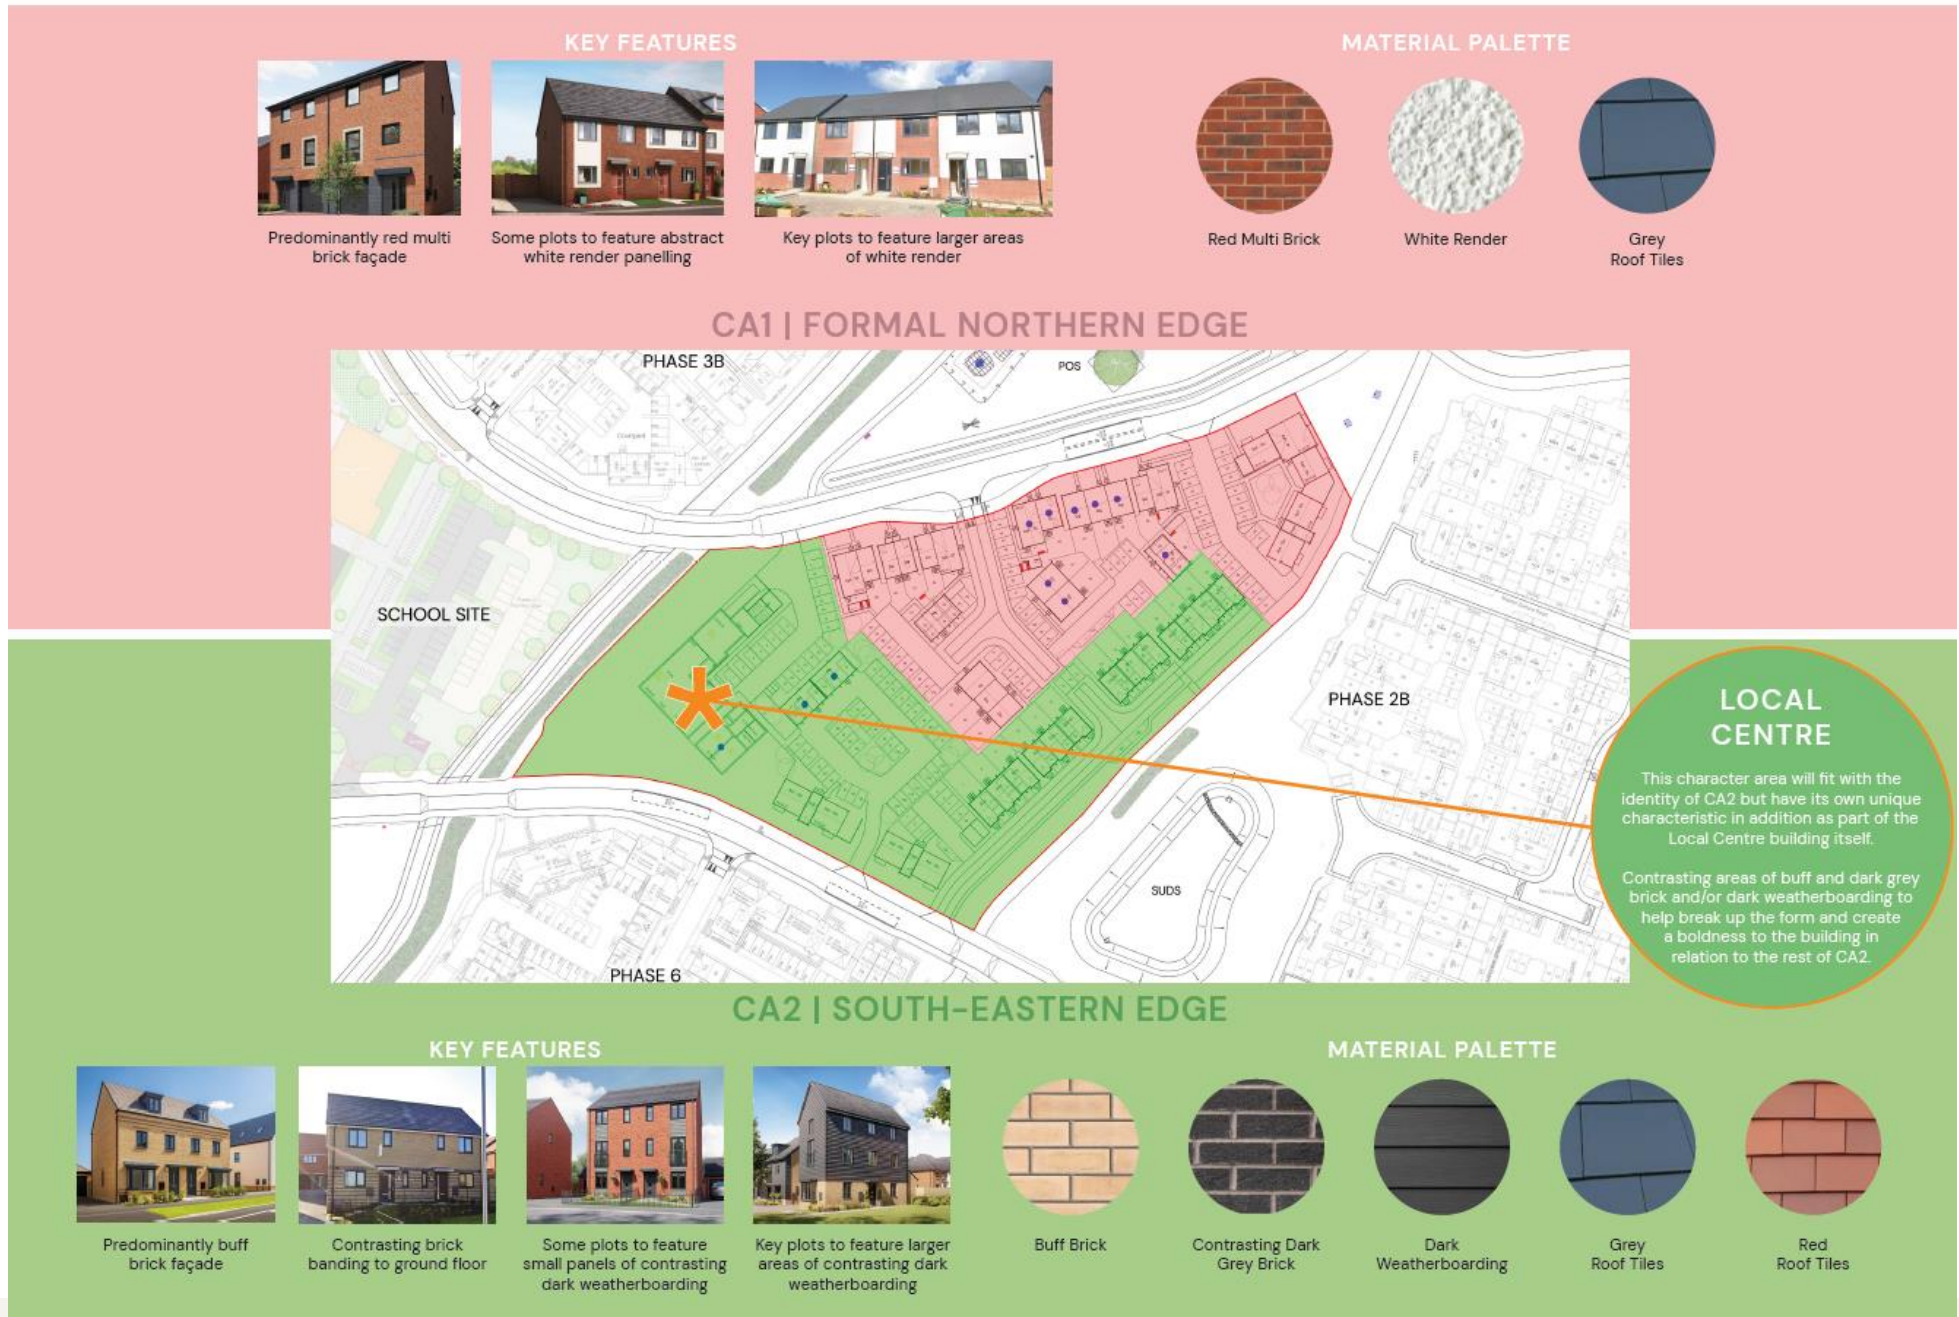 KEY FEATURES
MATERIAL PALETTE
Predominantly red multi
brick façade
Some plots to feature abstract
white render panelling
Key plots to feature larger areas
of white render
Red Multi Brick
White Render
Grey
Roof Tiles
CA1 | FORMAL NORTHERN EDGE
PHASE 3B
POS
Courtyard
SCHOOL SITE
PHASE 2B
SUDS
PHASE 6
LOCAL
CENTRE
This character area will fit with the
identity of CA2 but have its own unique
characteristic in addition as part of the
Local Centre building itself.
Contrasting areas of buff and dark grey
brick and/or dark weatherboarding to
help break up the form and create
a boldness to the building in
relation to the rest of CA2.
CA2 | SOUTH-EASTERN EDGE
KEY FEATURES
MATERIAL PALETTE
Predominantly buff
brick façade
Contrasting brick
banding to ground floor
Some plots to feature
small panels of contrasting
dark weatherboarding
Key plots to feature larger
areas of contrasting dark
weatherboarding
Buff Brick
Contrasting Dark
Grey Brick
Dark
Weatherboarding
Grey
Roof Tiles
Red
Roof Tiles